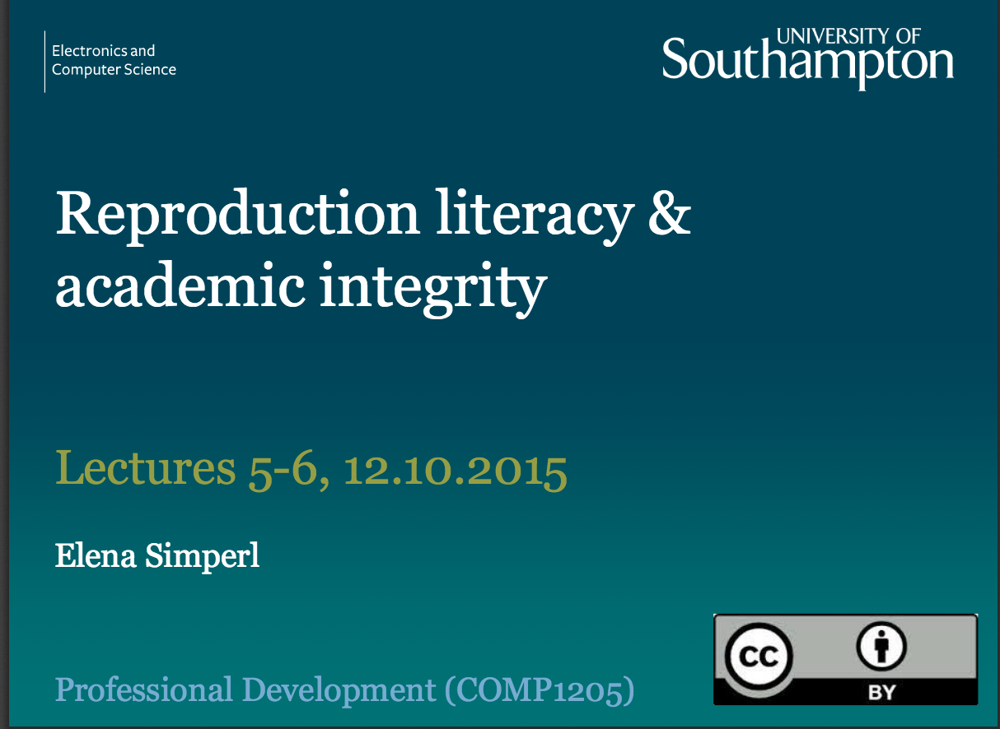 Electronics and
Computer Science
UNIVERSITY OF
Southampton
Reproduction literacy &
academic integrity
Lectures 5-6, 12.10.2015
Elena Simperl
Professional Development (COMP1205)
CC
BY